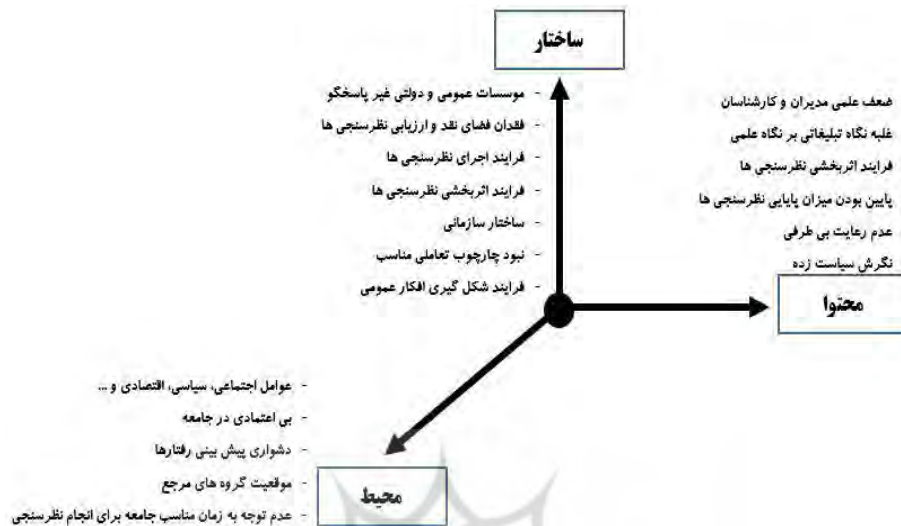 ساختار
- موسسات عمومی و دولتی غیر پاسخگو
- فقدان فضای نقد و ارزیابی نظرسنجی ها
- فرایند اجرای نظرسنجی ها
- فرایند اثربخشی نظرسنجی ها
- ساختار سازمانی
- نبود چارچوب تعاملی مناسب
- فرایند شکل گیری افکار عمومی
ضعف علمی مدیران و کارشناسان
غلبه نگاه تبلیغاتی بر نگاه علمی
فرایند اثربخشی نظرسنجی ها
پایین بودن میزان پایایی نظرسنجی ها
عدم رعایت بی طرفی
نگرش سیاست زده
محتوا
- عوامل اجتماعی، سیاسی، اقتصادی و ...
- بی اعتمادی در جامعه
- دشواری پیش بینی رفتارها
- موقعیت گروه های مرجع
- عدم توجه به زمان مناسب جامعه برای انجام نظرسنجی
محیط